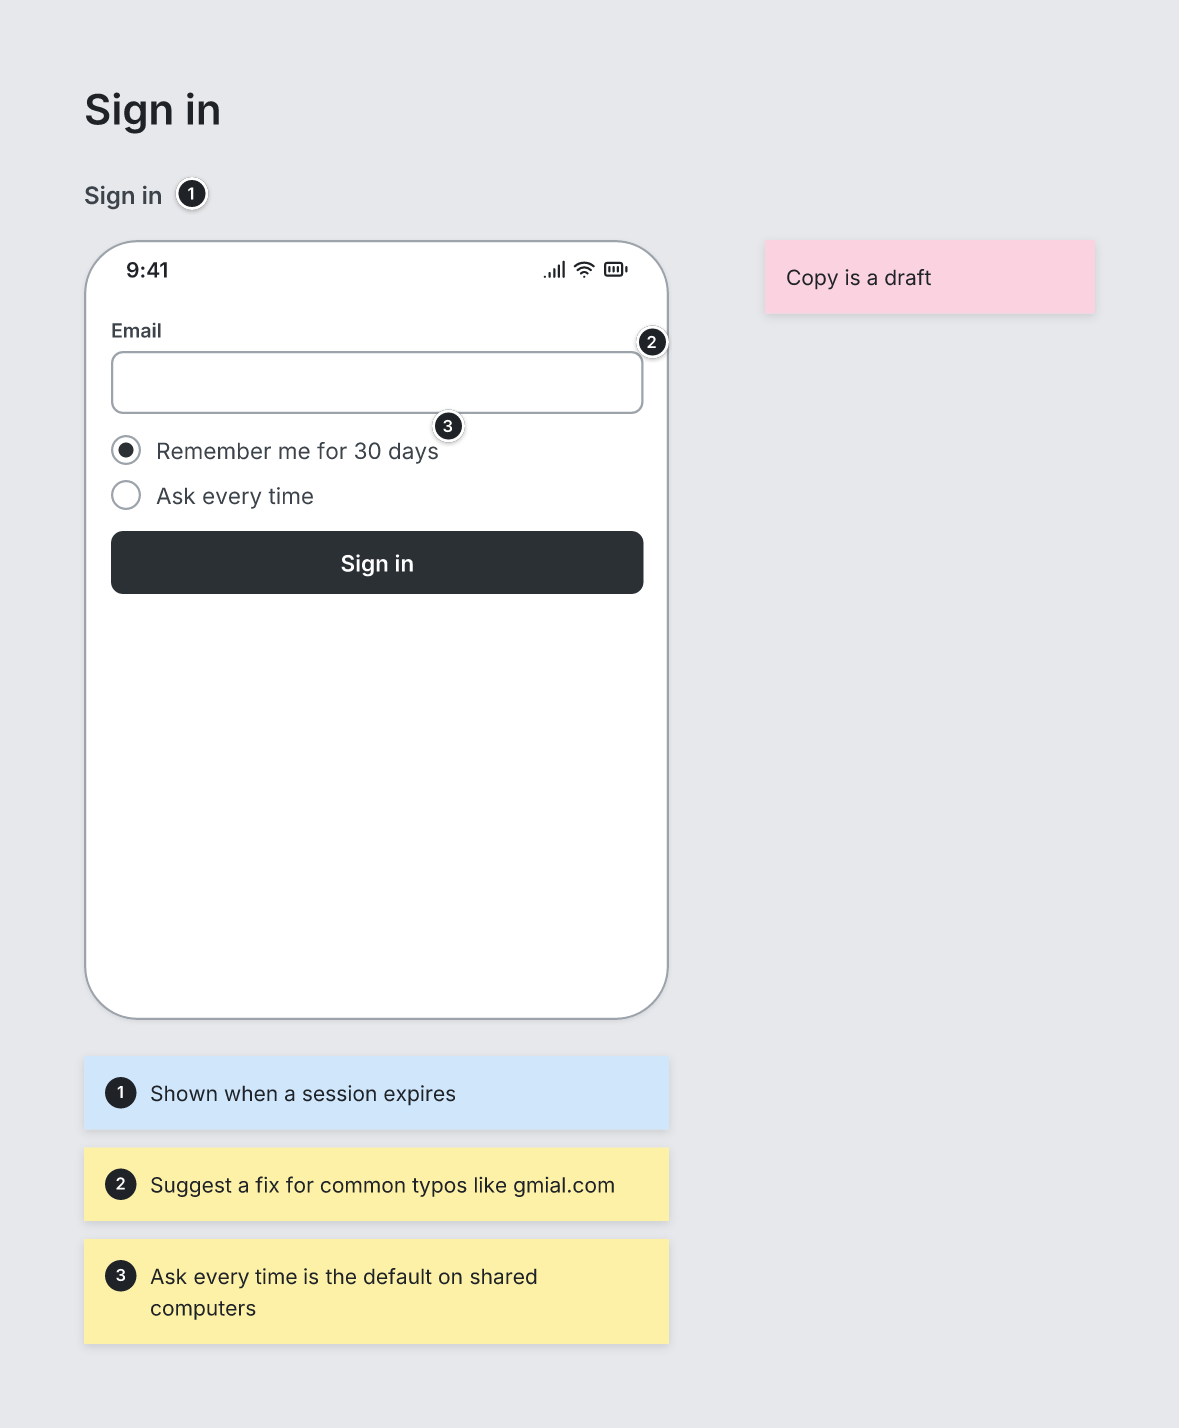 Sign in
Sign in 1
9:41
Copy is a draft
Email
2
3
Remember me for 30 days
Ask every time
Sign in
1 Shown when a session expires
2 Suggest a fix for common typos like gmial.com
3 Ask every time is the default on shared
computers